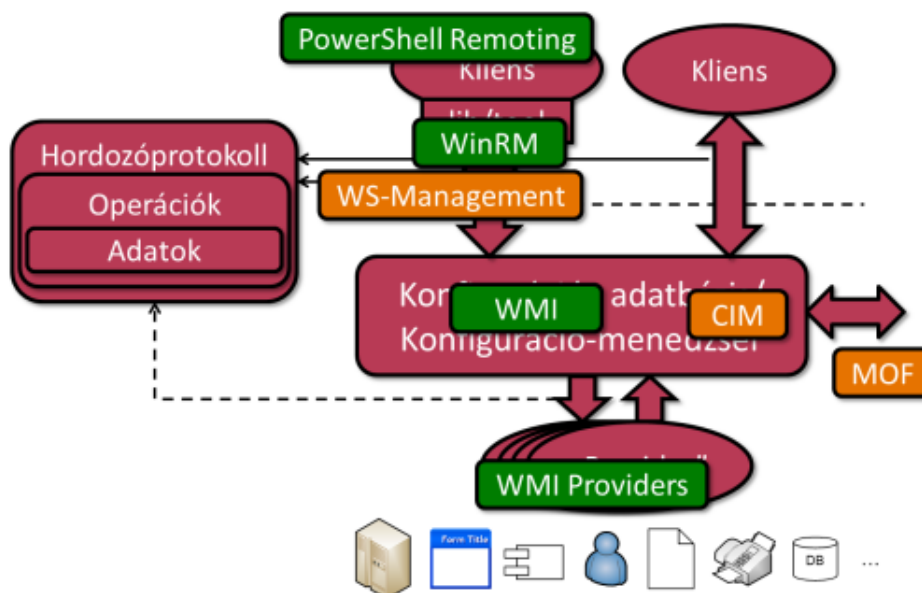 PowerShell Remoting
Kliens
Kliens
WinRM
Hordozóprotokoll
WS-Management
Operációk
Adatok
WMI
CIM
MOF
WMI Providers
Form Title
DB
...